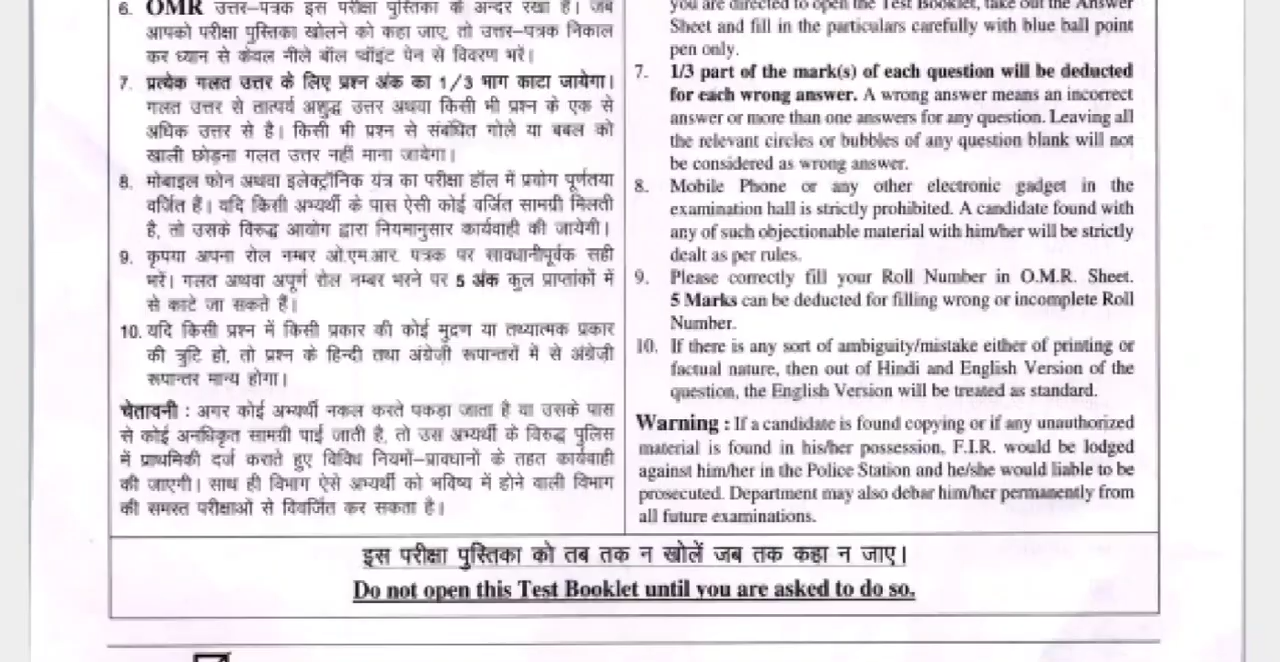 6. OMR उत्तर–पत्रक इस परीक्षा पुस्तिका के अन्दर रखा है। जब
आपको परीक्षा पुस्तिका खोलने को कहा जाए, तो उत्तर–पत्रक निकाल
कर ध्यान से केवल नीले बॉल प्वॉइंट पेन से विवरण भरें।
7. प्रत्येक गलत उत्तर के लिए प्रश्न अंक का 1/3 भाग काटा जायेगा।
गलत उत्तर से तात्पर्य अशुद्ध उत्तर अथवा किसी भी प्रश्न के एक से
अधिक उत्तर से है। किसी भी प्रश्न से संबंधित गोले या बबल को
खाली छोड़ना गलत उत्तर नहीं माना जायेगा।
8. मोबाइल फोन अथवा इलेक्ट्रॉनिक यंत्र का परीक्षा हॉल में प्रयोग पूर्णतया
वर्जित हैं। यदि किसी अभ्यर्थी के पास ऐसी कोई वर्जित सामग्री मिलती
है, तो उसके विरुद्ध आयोग द्वारा नियमानुसार कार्यवाही की जायेगी।
9. कृपया अपना रोल नम्बर ओ.एम.आर. पत्रक पर सावधानीपूर्वक सही
भरें। गलत अथवा अपूर्ण रोल नम्बर भरने पर 5 अंक कुल प्राप्तांकों में
से काटे जा सकते हैं।
10. यदि किसी प्रश्न में किसी प्रकार की कोई मुद्रण या तथ्यात्मक प्रकार
की त्रुटि हो, तो प्रश्न के हिन्दी तथा अंग्रेज़ी रूपान्तरों में से अंग्रेज़ी
रूपान्तर मान्य होगा।
चेतावनी : अगर कोई अभ्यर्थी नकल करते पकड़ा जाता है या उसके पास
से कोई अनधिकृत सामग्री पाई जाती है, तो उस अभ्यर्थी के विरुद्ध पुलिस
में प्राथमिकी दर्ज कराते हुए विविध नियमों–प्रावधानों के तहत कार्यवाही
की जाएगी। साथ ही विभाग ऐसे अभ्यर्थी को भविष्य में होने वाली विभाग
की समस्त परीक्षाओं से विवर्जित कर सकता है।
you are directed to open the Test Booklet, take out the Answer
Sheet and fill in the particulars carefully with blue ball point
pen only.
7. 1/3 part of the mark(s) of each question will be deducted
for each wrong answer. A wrong answer means an incorrect
answer or more than one answers for any question. Leaving all
the relevant circles or bubbles of any question blank will not
be considered as wrong answer.
8. Mobile Phone or any other electronic gadget in the
examination hall is strictly prohibited. A candidate found with
any of such objectionable material with him/her will be strictly
dealt as per rules.
9. Please correctly fill your Roll Number in O.M.R. Sheet.
5 Marks can be deducted for filling wrong or incomplete Roll
Number.
10. If there is any sort of ambiguity/mistake either of printing or
factual nature, then out of Hindi and English Version of the
question, the English Version will be treated as standard.
Warning : If a candidate is found copying or if any unauthorized
material is found in his/her possession, F.I.R. would be lodged
against him/her in the Police Station and he/she would liable to be
prosecuted. Department may also debar him/her permanently from
all future examinations.
इस परीक्षा पुस्तिका को तब तक न खोलें जब तक कहा न जाए।
Do not open this Test Booklet until you are asked to do so.